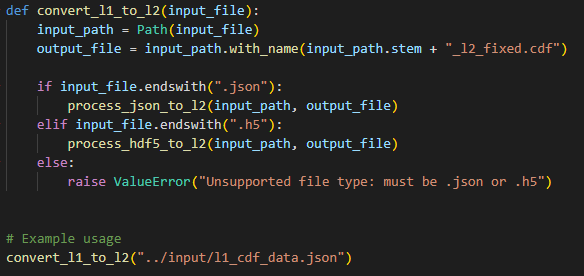 def convert_l1_to_l2(input_file):
    input_path = Path(input_file)
    output_file = input_path.with_name(input_path.stem + "_l2_fixed.cdf")

    if input_file.endswith(".json"):
        process_json_to_l2(input_path, output_file)
    elif input_file.endswith(".h5"):
        process_hdf5_to_l2(input_path, output_file)
    else:
        raise ValueError("Unsupported file type: must be .json or .h5")


# Example usage
convert_l1_to_l2("../input/l1_cdf_data.json")